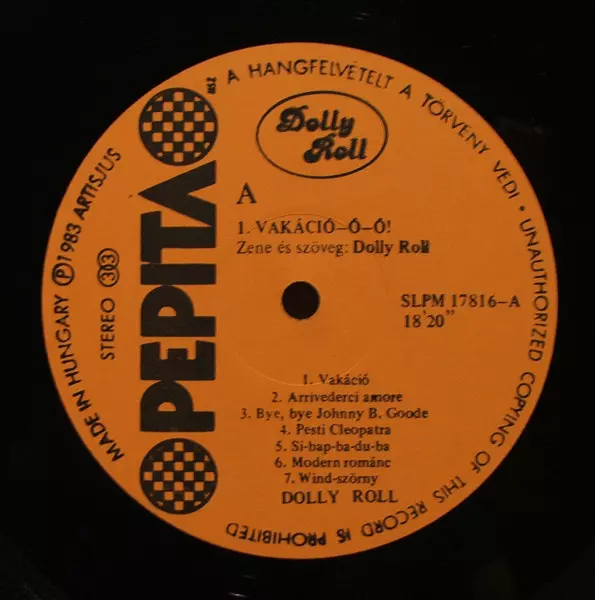 A HANGFELVÉTELT A TÖRVÉNY VÉDI • UNAUTHORIZED COPYING OF THIS RECORD IS PROHIBITED
MADE IN HUNGARY Ⓟ 1983 ARTISJUS
STEREO 33
PEPITA
MSZ
Dolly
Roll
A
1. VAKÁCIÓ–Ó–Ó!
Zene és szöveg: Dolly Roll
SLPM 17816–A
18'20"
1. Vakáció
2. Arrivederci amore
3. Bye, bye Johnny B. Goode
4. Pesti Cleopatra
5. Si-bap-ba-du-ba
6. Modern románc
7. Wind-szörny
DOLLY ROLL